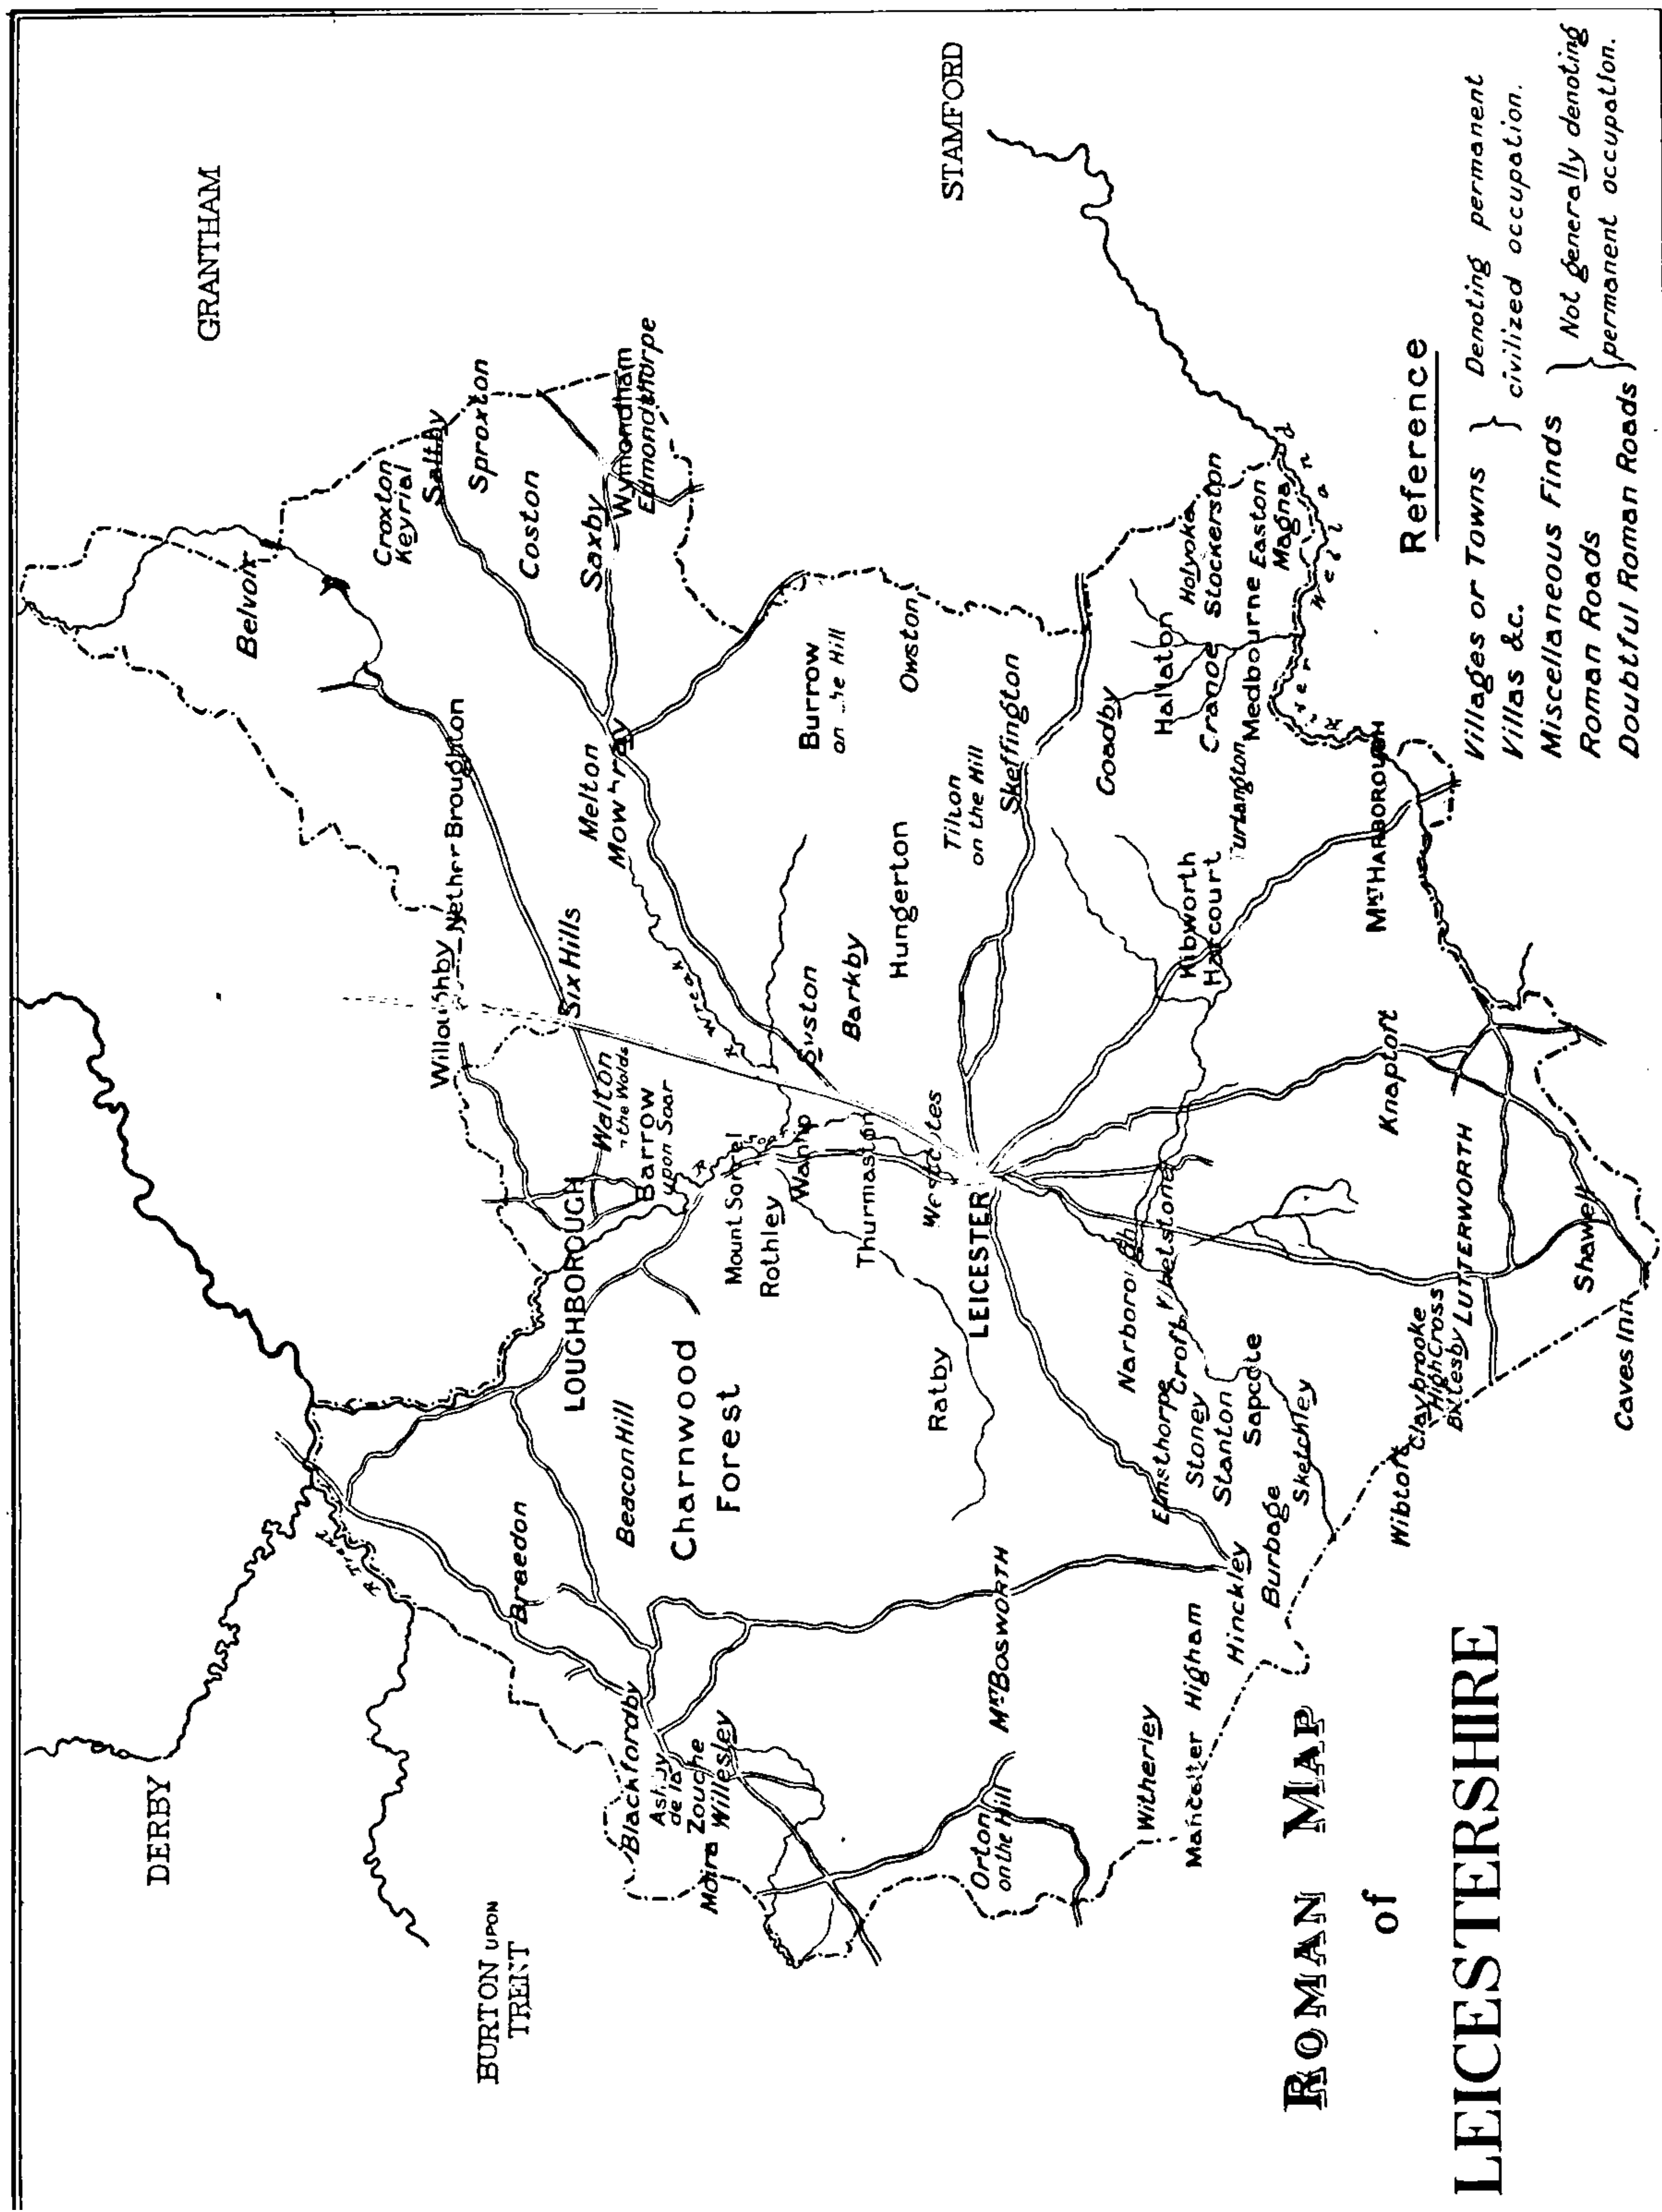 GRANTHAM
DERBY
BURTON UPON
TRENT
STAMFORD
Belvoir
Croxton
Keyrial
Saltby
Sproxton
Coston
Saxby
Wymondham
Edmondthorpe
Nether Broughton
Willoughby
Six Hills
Melton
Mowbray
Walton
the Wolds
Barrow
upon Soar
LOUGHBOROUGH
Mount Sorrel
Rothley
Wanlip
Thurmaston
R. Wreak
Syston
Barkby
Hungerton
Burrow
on the Hill
Owston
Tilton
on the Hill
Skeffington
Goadby
Hallaton
Holyoke
Cranoe
Stockerston
Medbourne
Easton
Magna
River Welland
Kibworth
Harcourt
MKT HARBOROUGH
Westcotes
LEICESTER
Ratby
BeaconHill
Charnwood
Forest
Breedon
Blackfordby
Ashby
de la
Zouche
Moira
Willesley
MKT BOSWORTH
Orton
on the Hill
Witherley
Mancetter
Higham
Hinckley
Burbage
Sketchley
Elmsthorpe
Croft
Stoney
Stanton
Sapcote
Narborough
Whetstone
Knaptoft
Wibtoft
Claybrooke
High Cross
Bittesby
LUTTERWORTH
Shawell
Caves Inn
Reference
Villages or Towns
Villas &c.
} Denoting permanent
civilized occupation.
Miscellaneous Finds
Roman Roads
Doubtful Roman Roads
} Not generally denoting
permanent occupation.
ROMAN MAP
of
LEICESTERSHIRE